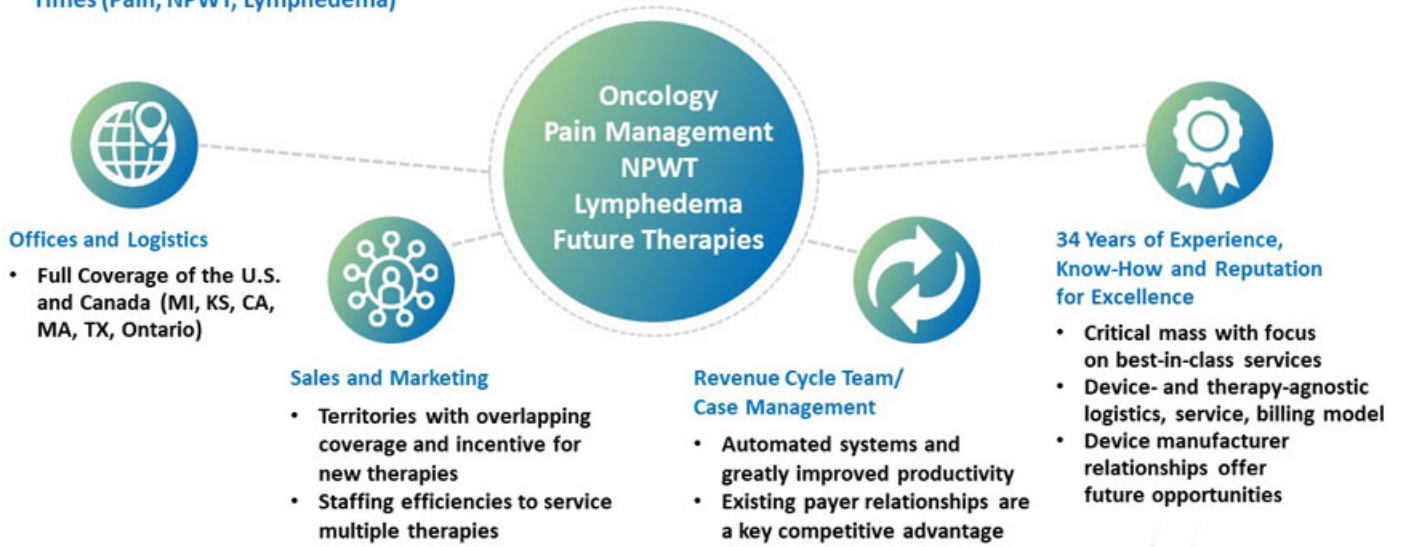 Times (Pain, NPWT, Lymphedema)
Oncology
Pain Management
NPWT
Lymphedema
Future Therapies
Offices and Logistics
• Full Coverage of the U.S.
and Canada (MI, KS, CA,
MA, TX, Ontario)
Sales and Marketing
• Territories with overlapping
coverage and incentive for
new therapies
• Staffing efficiencies to service
multiple therapies
Revenue Cycle Team/
Case Management
• Automated systems and
greatly improved productivity
• Existing payer relationships are
a key competitive advantage
34 Years of Experience,
Know-How and Reputation
for Excellence
• Critical mass with focus
on best-in-class services
• Device- and therapy-agnostic
logistics, service, billing model
• Device manufacturer
relationships offer
future opportunities